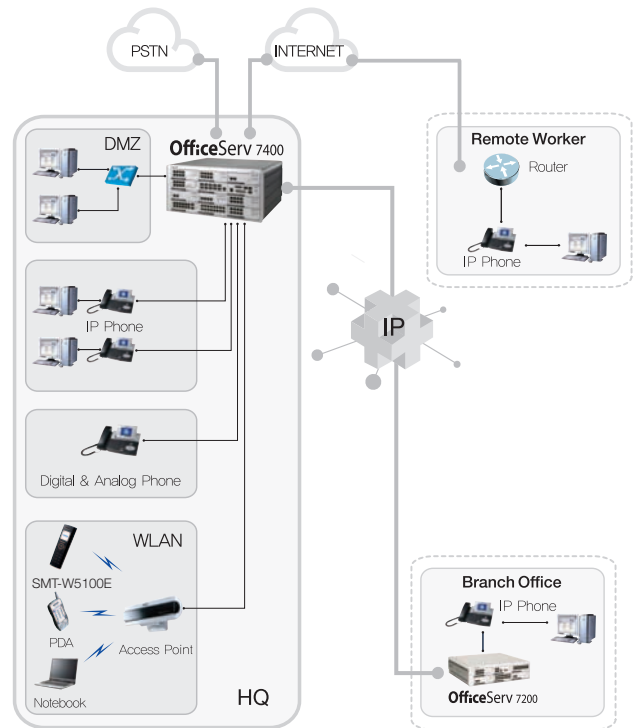 PSTN
INTERNET
DMZ
OfficeServ 7400
Remote Worker
Router
IP Phone
IP Phone
IP
Digital & Analog Phone
WLAN
SMT-W5100E
PDA
Access Point
Notebook
HQ
Branch Office
IP Phone
OfficeServ 7200